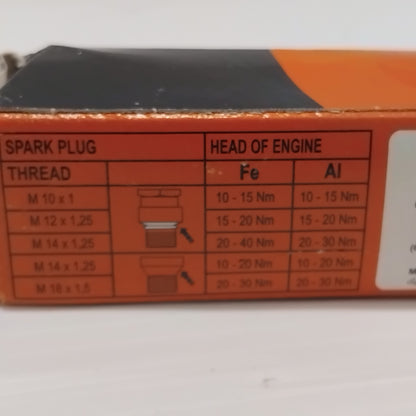 SPARK PLUG HEAD OF ENGINE
THREAD Fe Al
M 10 x 1 10 - 15 Nm 10 - 15 Nm
M 12 x 1,25 15 - 20 Nm 15 - 20 Nm
M 14 x 1,25 20 - 40 Nm 20 - 30 Nm
M 14 x 1,25 10 - 20 Nm 10 - 20 Nm
M 18 x 1,5 20 - 30 Nm 20 - 30 Nm